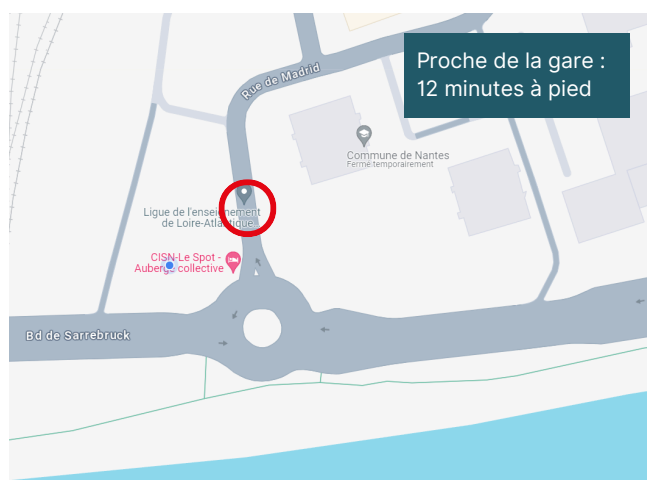 Proche de la gare :
12 minutes à pied
Rue de Madrid
Commune de Nantes
Fermé temporairement
Ligue de l'enseignement
de Loire-Atlantique
CISN Le Spot -
Auberge collective
Bd de Sarrebruck